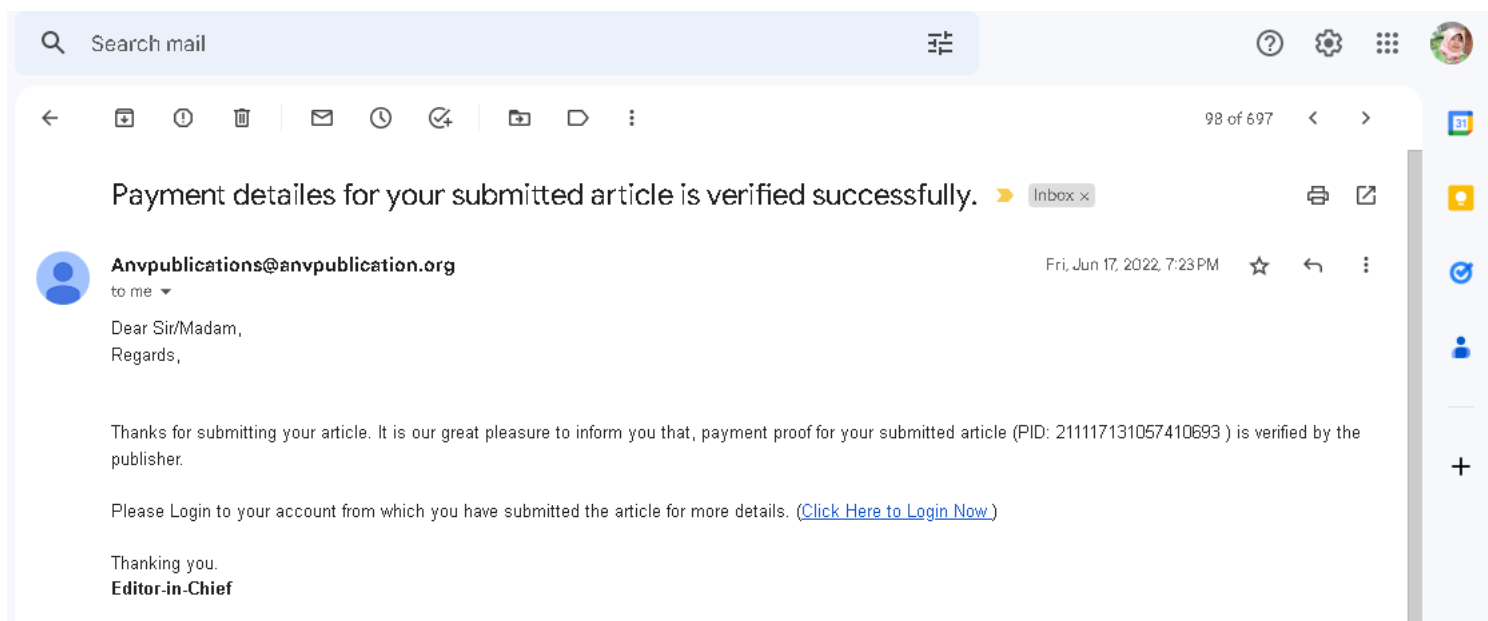 Search mail
98 of 697
31
Payment detailes for your submitted article is verified successfully. Inbox ×
Anvpublications@anvpublication.org Fri, Jun 17, 2022, 7:23 PM
to me
Dear Sir/Madam,
Regards,
Thanks for submitting your article. It is our great pleasure to inform you that, payment proof for your submitted article (PID: 211117131057410693 ) is verified by the
publisher.
Please Login to your account from which you have submitted the article for more details. (Click Here to Login Now )
Thanking you.
Editor-in-Chief